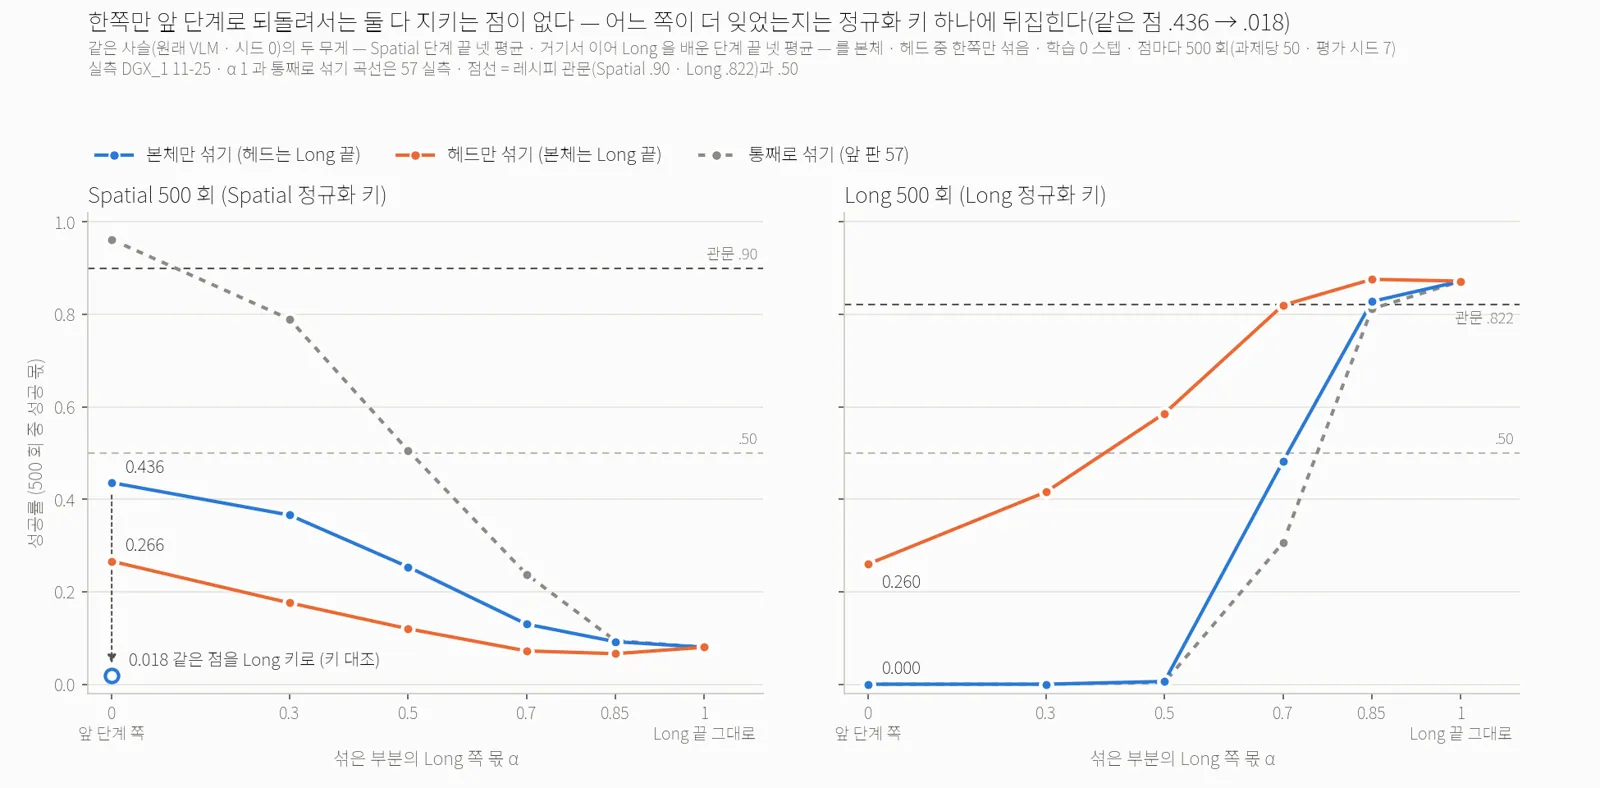 한쪽만 앞 단계로 되돌려서는 둘 다 지키는 점이 없다 — 어느 쪽이 더 잊었는지는 정규화 키 하나에 뒤집힌다(같은 점 .436 → .018)
같은 사슬(원래 VLM · 시드 0)의 두 무게 — Spatial 단계 끝 넷 평균 · 거기서 이어 Long 을 배운 단계 끝 넷 평균 — 를 본체 · 헤드 중 한쪽만 섞음 · 학습 0 스텝 · 점마다 500 회(과제당 50 · 평가 시드 7)
실측 DGX_1 11-25 · α 1 과 통째로 섞기 곡선은 57 실측 · 점선 = 레시피 관문(Spatial .90 · Long .822)과 .50
본체만 섞기 (헤드는 Long 끝)
헤드만 섞기 (본체는 Long 끝)
통째로 섞기 (앞 판 57)
Spatial 500 회 (Spatial 정규화 키)
성공률 (500 회 중 성공 몫)
1.0
0.8
0.6
0.4
0.2
0.0
관문 .90
.50
0.436
0.266
0.018 같은 점을 Long 키로 (키 대조)
0
0.3
0.5
0.7
0.85
1
앞 단계 쪽
Long 끝 그대로
섞은 부분의 Long 쪽 몫 α
Long 500 회 (Long 정규화 키)
관문 .822
.50
0.260
0.000
0
0.3
0.5
0.7
0.85
1
앞 단계 쪽
Long 끝 그대로
섞은 부분의 Long 쪽 몫 α